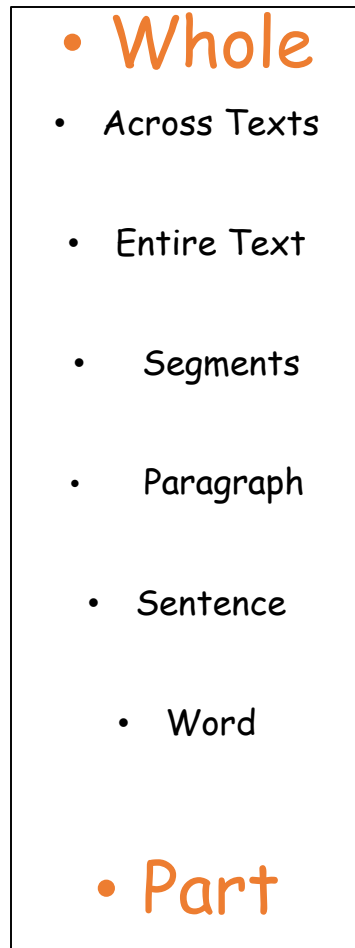 • Whole
• Across Texts
• Entire Text
• Segments
• Paragraph
• Sentence
• Word
• Part